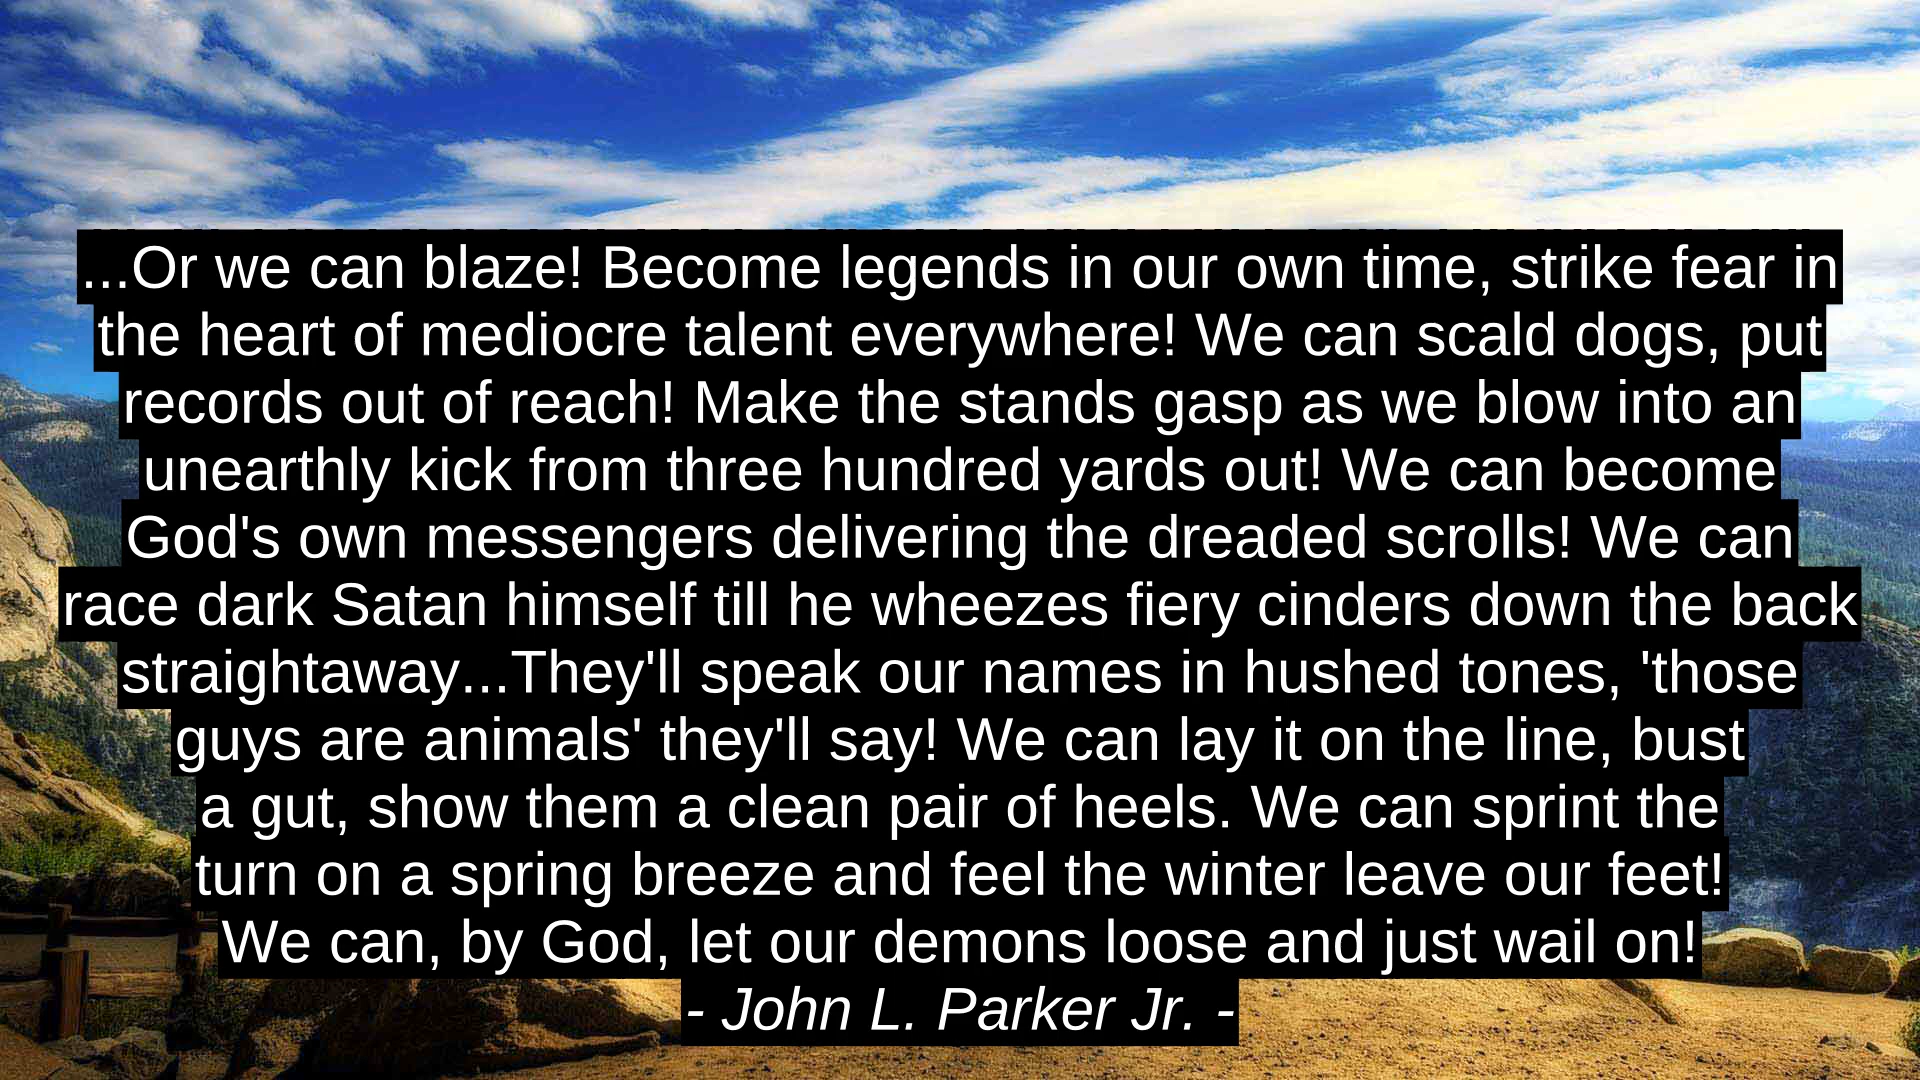 ...Or we can blaze! Become legends in our own time, strike fear in
the heart of mediocre talent everywhere! We can scald dogs, put
records out of reach! Make the stands gasp as we blow into an
unearthly kick from three hundred yards out! We can become
God's own messengers delivering the dreaded scrolls! We can
race dark Satan himself till he wheezes fiery cinders down the back
straightaway...They'll speak our names in hushed tones, 'those
guys are animals' they'll say! We can lay it on the line, bust
a gut, show them a clean pair of heels. We can sprint the
turn on a spring breeze and feel the winter leave our feet!
We can, by God, let our demons loose and just wail on!
- John L. Parker Jr. -